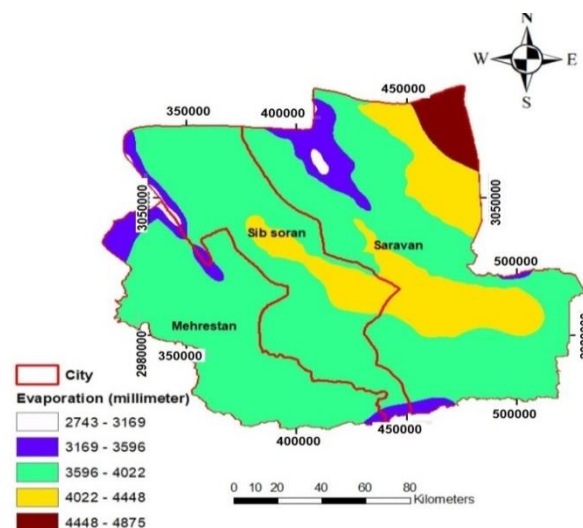 N
W E
S
450000
400000
350000
3050000
3050000
Sib soran
Saravan
500000
Mehrestan
2980000
350000
City
Evaporation (millimeter)
2743 - 3169
3169 - 3596
3596 - 4022
4022 - 4448
4448 - 4875
400000
450000
500000
0 10 20 40 60 80
Kilometers